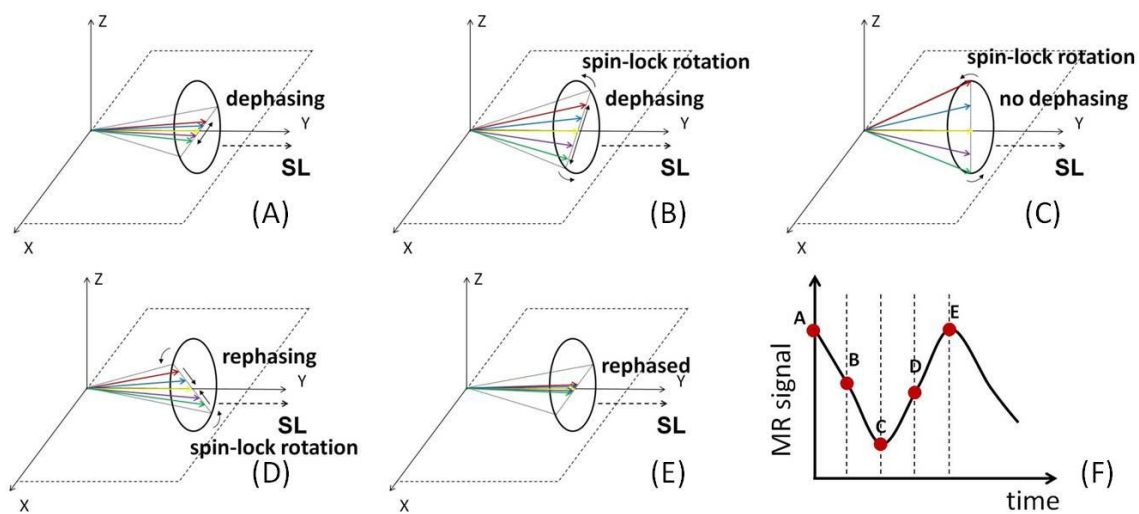 Z
dephasing
Y
SL
X
(A)
Z
spin-lock rotation
dephasing
Y
SL
X
(B)
Z
spin-lock rotation
no dephasing
Y
SL
X
(C)
Z
rephasing
Y
SL
spin-lock rotation
X
(D)
Z
rephased
Y
SL
X
(E)
A
B
C
D
E
MR signal
time
(F)